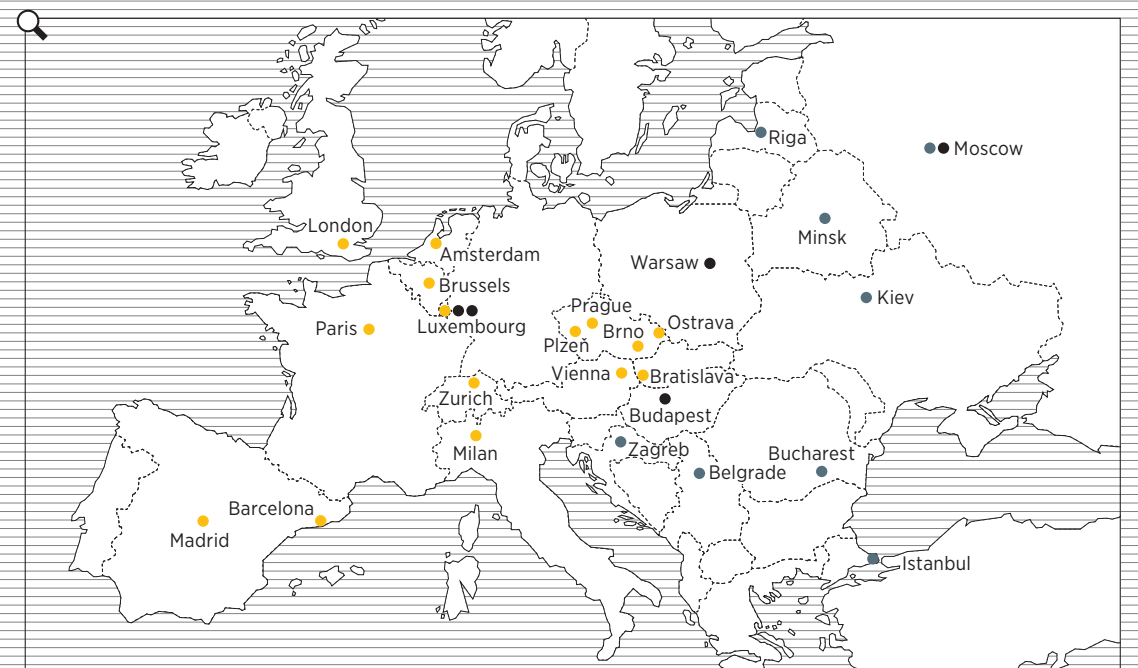 Riga
Moscow
London
Minsk
Amsterdam
Warsaw
Brussels
Kiev
Prague
Luxembourg
Paris
Brno
Ostrava
Plzeň
Vienna
Bratislava
Zurich
Budapest
Milan
Zagreb
Bucharest
Belgrade
Barcelona
Madrid
Istanbul